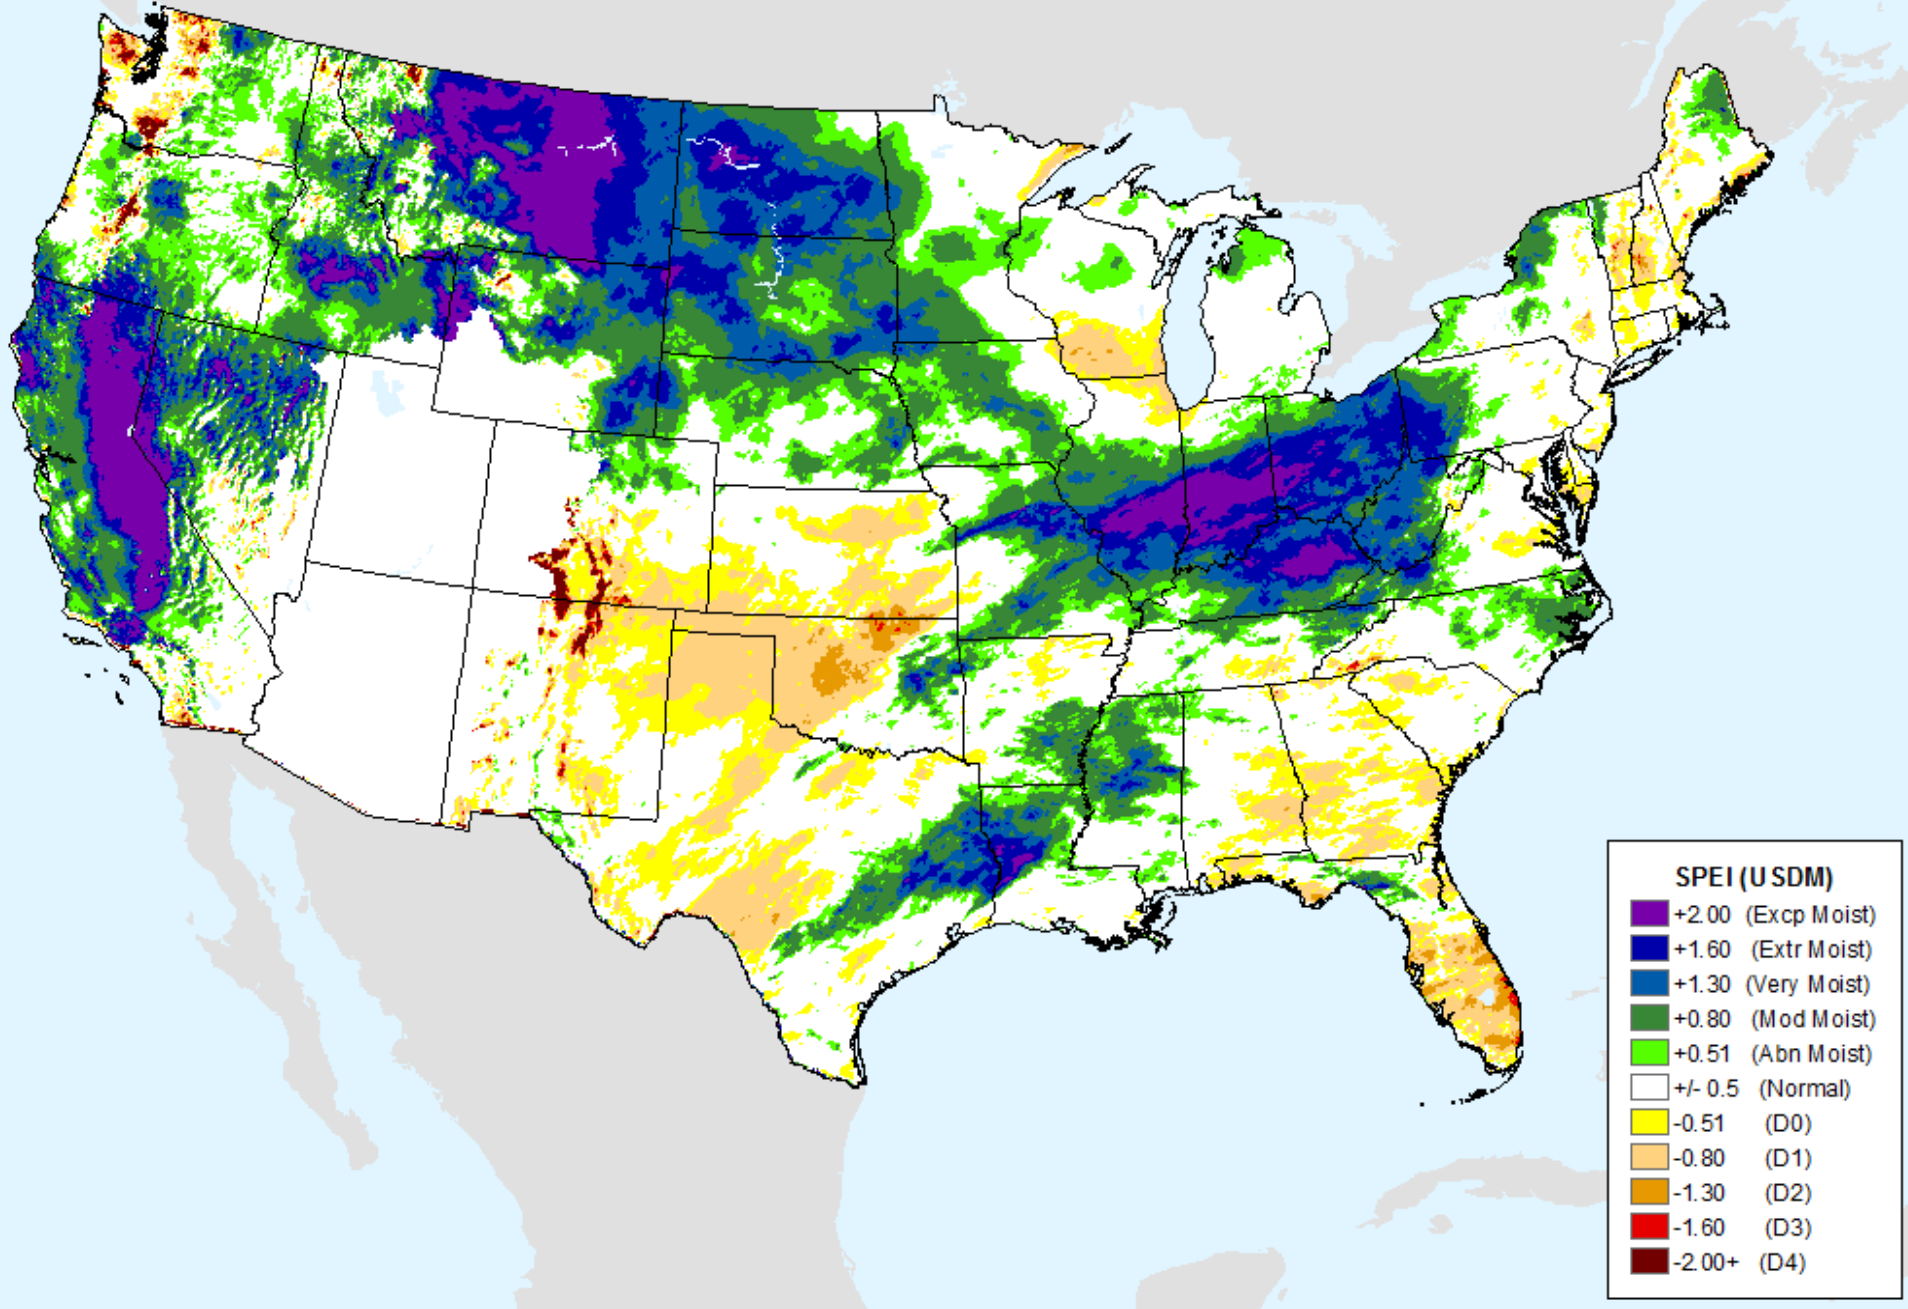 SPEI (USDM)
+2.00 (Excp Moist)
+1.60 (Extr Moist)
+1.30 (Very Moist)
+0.80 (Mod Moist)
+0.51 (Abn Moist)
+/- 0.5 (Normal)
-0.51 (D0)
-0.80 (D1)
-1.30 (D2)
-1.60 (D3)
-2.00+ (D4)